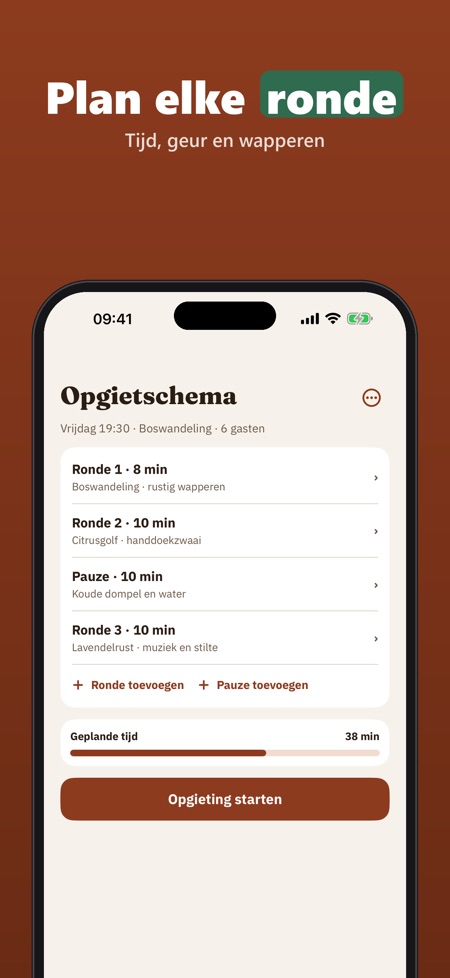 Plan elke ronde
Tijd, geur en wapperen
09:41
Opgietschema
Vrijdag 19:30 · Boswandeling · 6 gasten
Ronde 1 · 8 min
Boswandeling · rustig wapperen
Ronde 2 · 10 min
Citrusgolf · handdoekzwaai
Pauze · 10 min
Koude dompel en water
Ronde 3 · 10 min
Lavendelrust · muziek en stilte
+ Ronde toevoegen + Pauze toevoegen
Geplande tijd 38 min
Opgieting starten